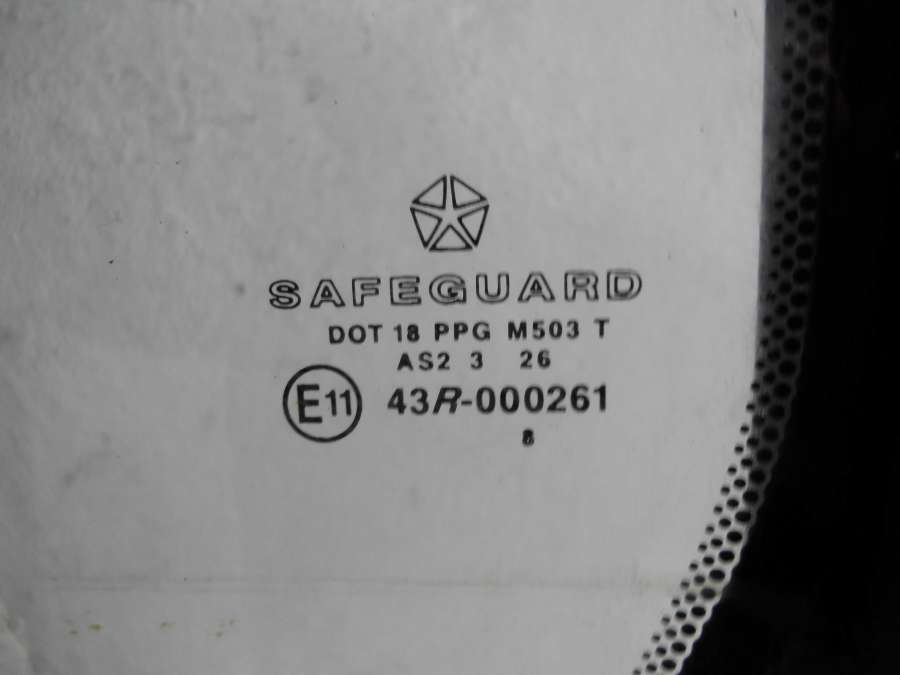 SAFEGUARD
DOT 18 PPG M503 T
AS2 3 26
E11 43R-000261
8